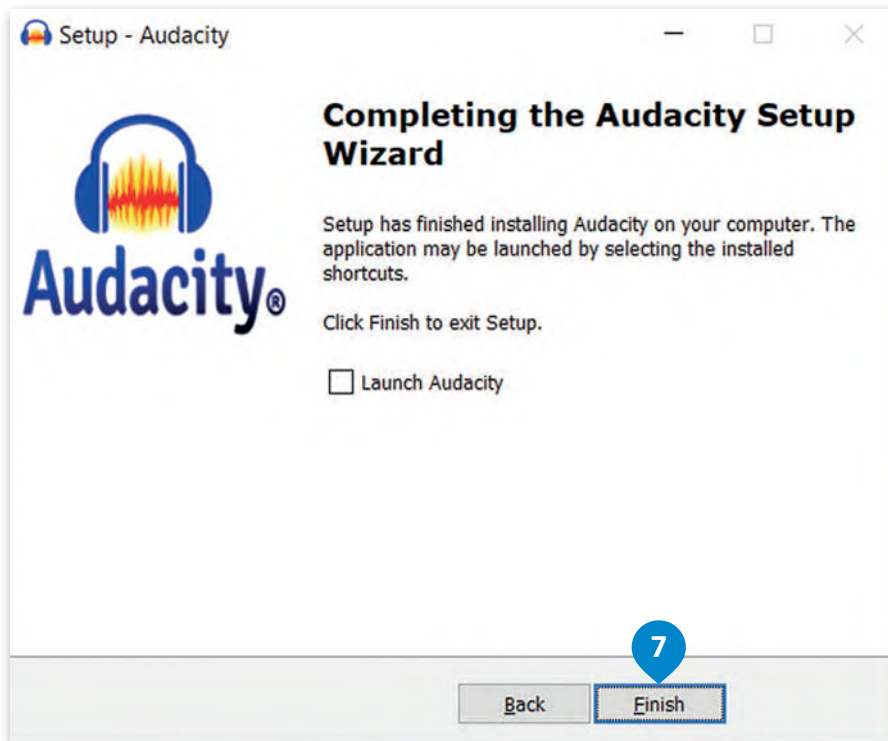 Setup - Audacity
Completing the Audacity Setup
Wizard
Audacity®
Setup has finished installing Audacity on your computer. The
application may be launched by selecting the installed
shortcuts.
Click Finish to exit Setup.
Launch Audacity
7
Back
Finish